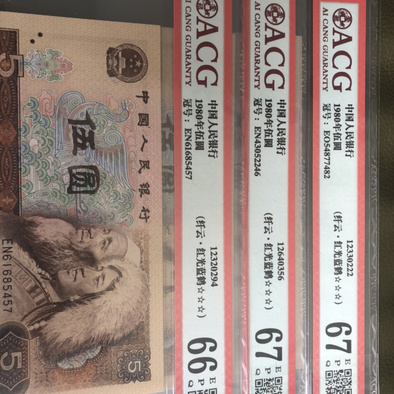 中国人民银行
伍圆
EN61685457
5
5
ACG
AI CANG GUARANTY
中国人民银行
1980年伍圆
冠号：EN61685457
12320294
（纤云·红光蓝鹤☆☆☆）
66
E
P
Q
ACG
AI CANG GUARANTY
中国人民银行
1980年伍圆
冠号：EN43052246
12640356
（纤云·红光蓝鹤☆☆☆）
67
E
P
Q
ACG
AI CANG GUARANTY
中国人民银行
1980年伍圆
冠号：EO54877482
12330222
（纤云·红光蓝鹤☆☆☆）
67
E
P
Q